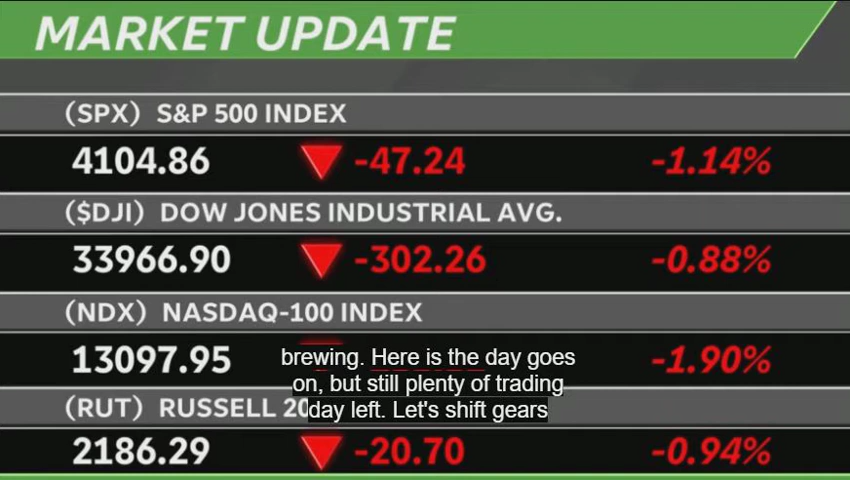 MARKET UPDATE
(SPX) S&P 500 INDEX
4104.86 ▼ -47.24 -1.14%
($DJI) DOW JONES INDUSTRIAL AVG.
33966.90 ▼ -302.26 -0.88%
(NDX) NASDAQ-100 INDEX
13097.95 -1.90%
brewing. Here is the day goes
on, but still plenty of trading
day left. Let's shift gears
(RUT) RUSSELL
2186.29 ▼ -20.70 -0.94%